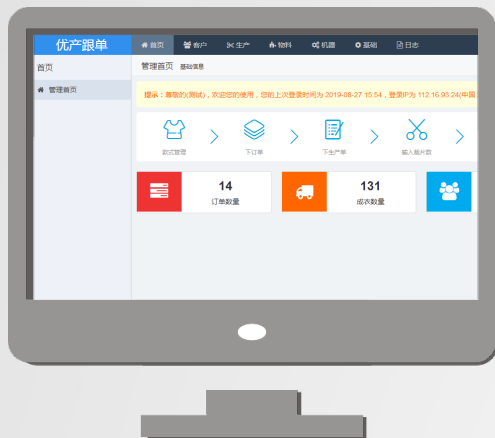 优产跟单
首页 客户 生产 物料 机器 基础 日志
首页
管理首页 基础信息
管理首页
提示：尊敬的(测试)，欢迎您的使用，您的上次登录时间为 2019-08-27 15:54，登录IP为 112.16.93.24(中国
款式管理 下订单 下生产单 输入裁片数
14
订单数量
131
成衣数量